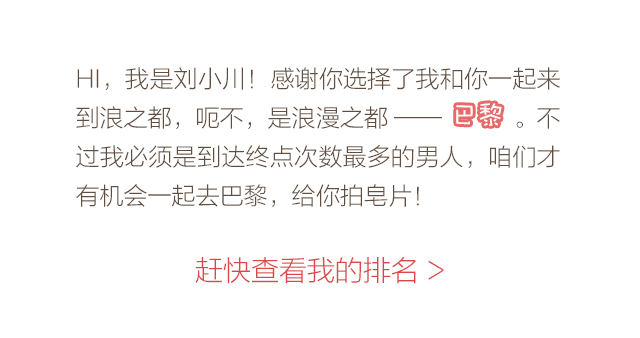 HI，我是刘小川！感谢你选择了我和你一起来
到浪之都，呃不，是浪漫之都 —— 巴黎 。不
过我必须是到达终点次数最多的男人，咱们才
有机会一起去巴黎，给你拍皂片！
赶快查看我的排名 >